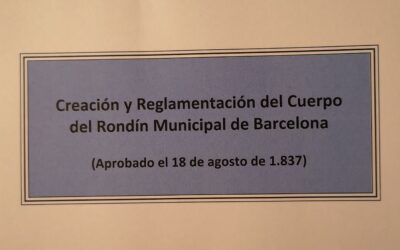 Creación y Reglamentación del Cuerpo
del Rondín Municipal de Barcelona
(Aprobado el 18 de agosto de 1.837)